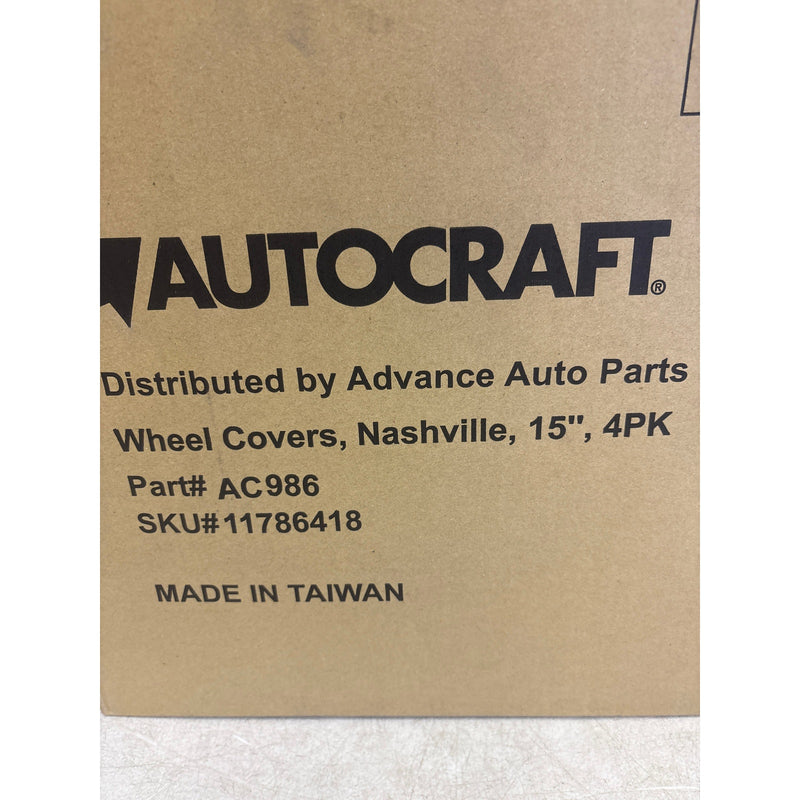 AUTOCRAFT®
Distributed by Advance Auto Parts
Wheel Covers, Nashville, 15", 4PK
Part# AC986
SKU#11786418
MADE IN TAIWAN